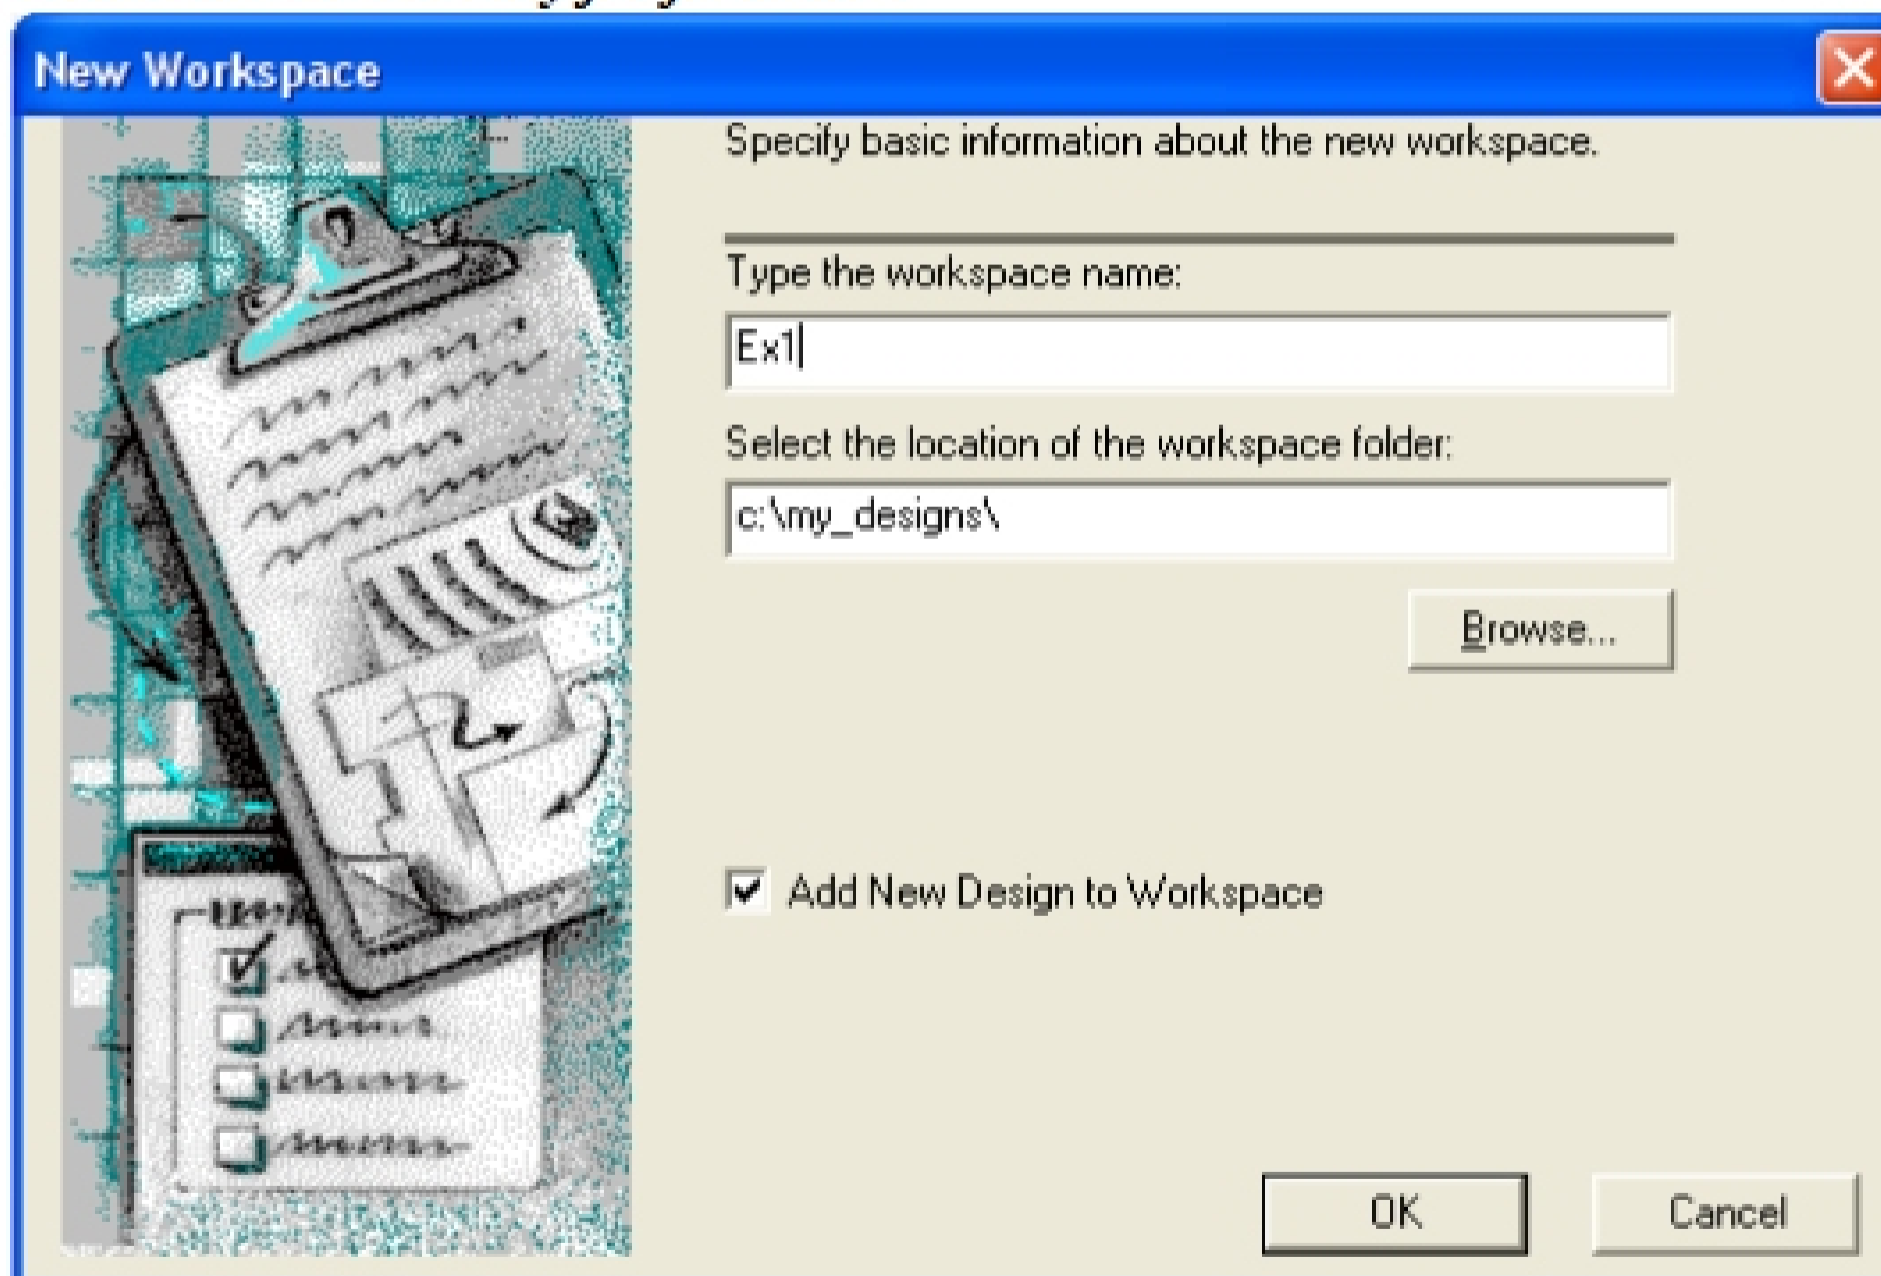 New Workspace
Specify basic information about the new workspace.
Type the workspace name:
Ex1
Select the location of the workspace folder:
c:\my_designs\
Browse...
Add New Design to Workspace
OK
Cancel